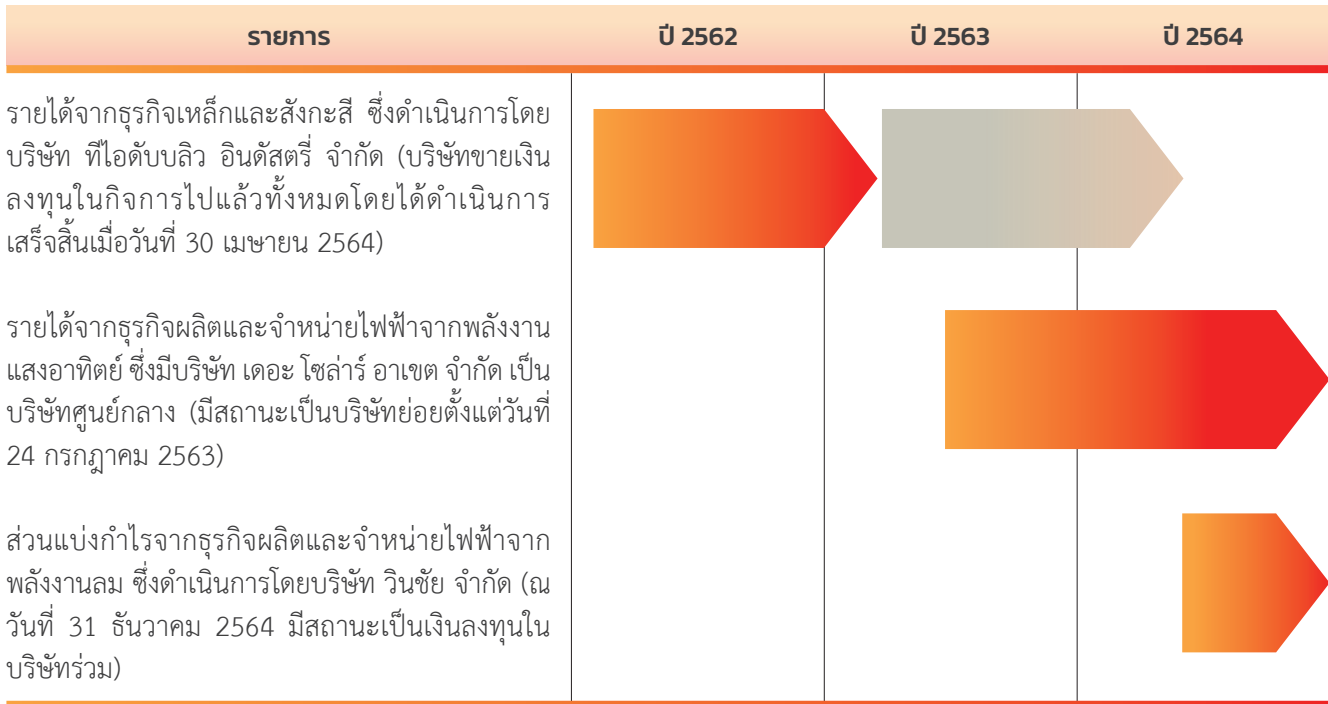 รายการ ปี 2562 ปี 2563 ปี 2564
รายได้จากธุรกิจเหล็กและสังกะสี ซึ่งดำเนินการโดย
บริษัท ทีไอดับบลิว อินดัสตรี่ จำกัด (บริษัทขายเงิน
ลงทุนในกิจการไปแล้วทั้งหมดโดยได้ดำเนินการ
เสร็จสิ้นเมื่อวันที่ 30 เมษายน 2564)
รายได้จากธุรกิจผลิตและจำหน่ายไฟฟ้าจากพลังงาน
แสงอาทิตย์ ซึ่งมีบริษัท เดอะ โซล่าร์ อาเขต จำกัด เป็น
บริษัทศูนย์กลาง (มีสถานะเป็นบริษัทย่อยตั้งแต่วันที่
24 กรกฎาคม 2563)
ส่วนแบ่งกำไรจากธุรกิจผลิตและจำหน่ายไฟฟ้าจาก
พลังงานลม ซึ่งดำเนินการโดยบริษัท วินชัย จำกัด (ณ
วันที่ 31 ธันวาคม 2564 มีสถานะเป็นเงินลงทุนใน
บริษัทร่วม)